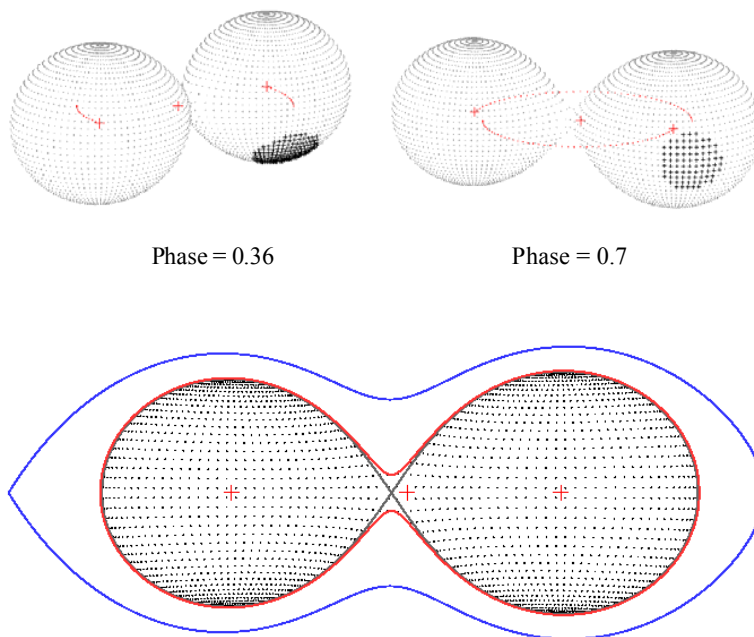 Phase = 0.36
Phase = 0.7